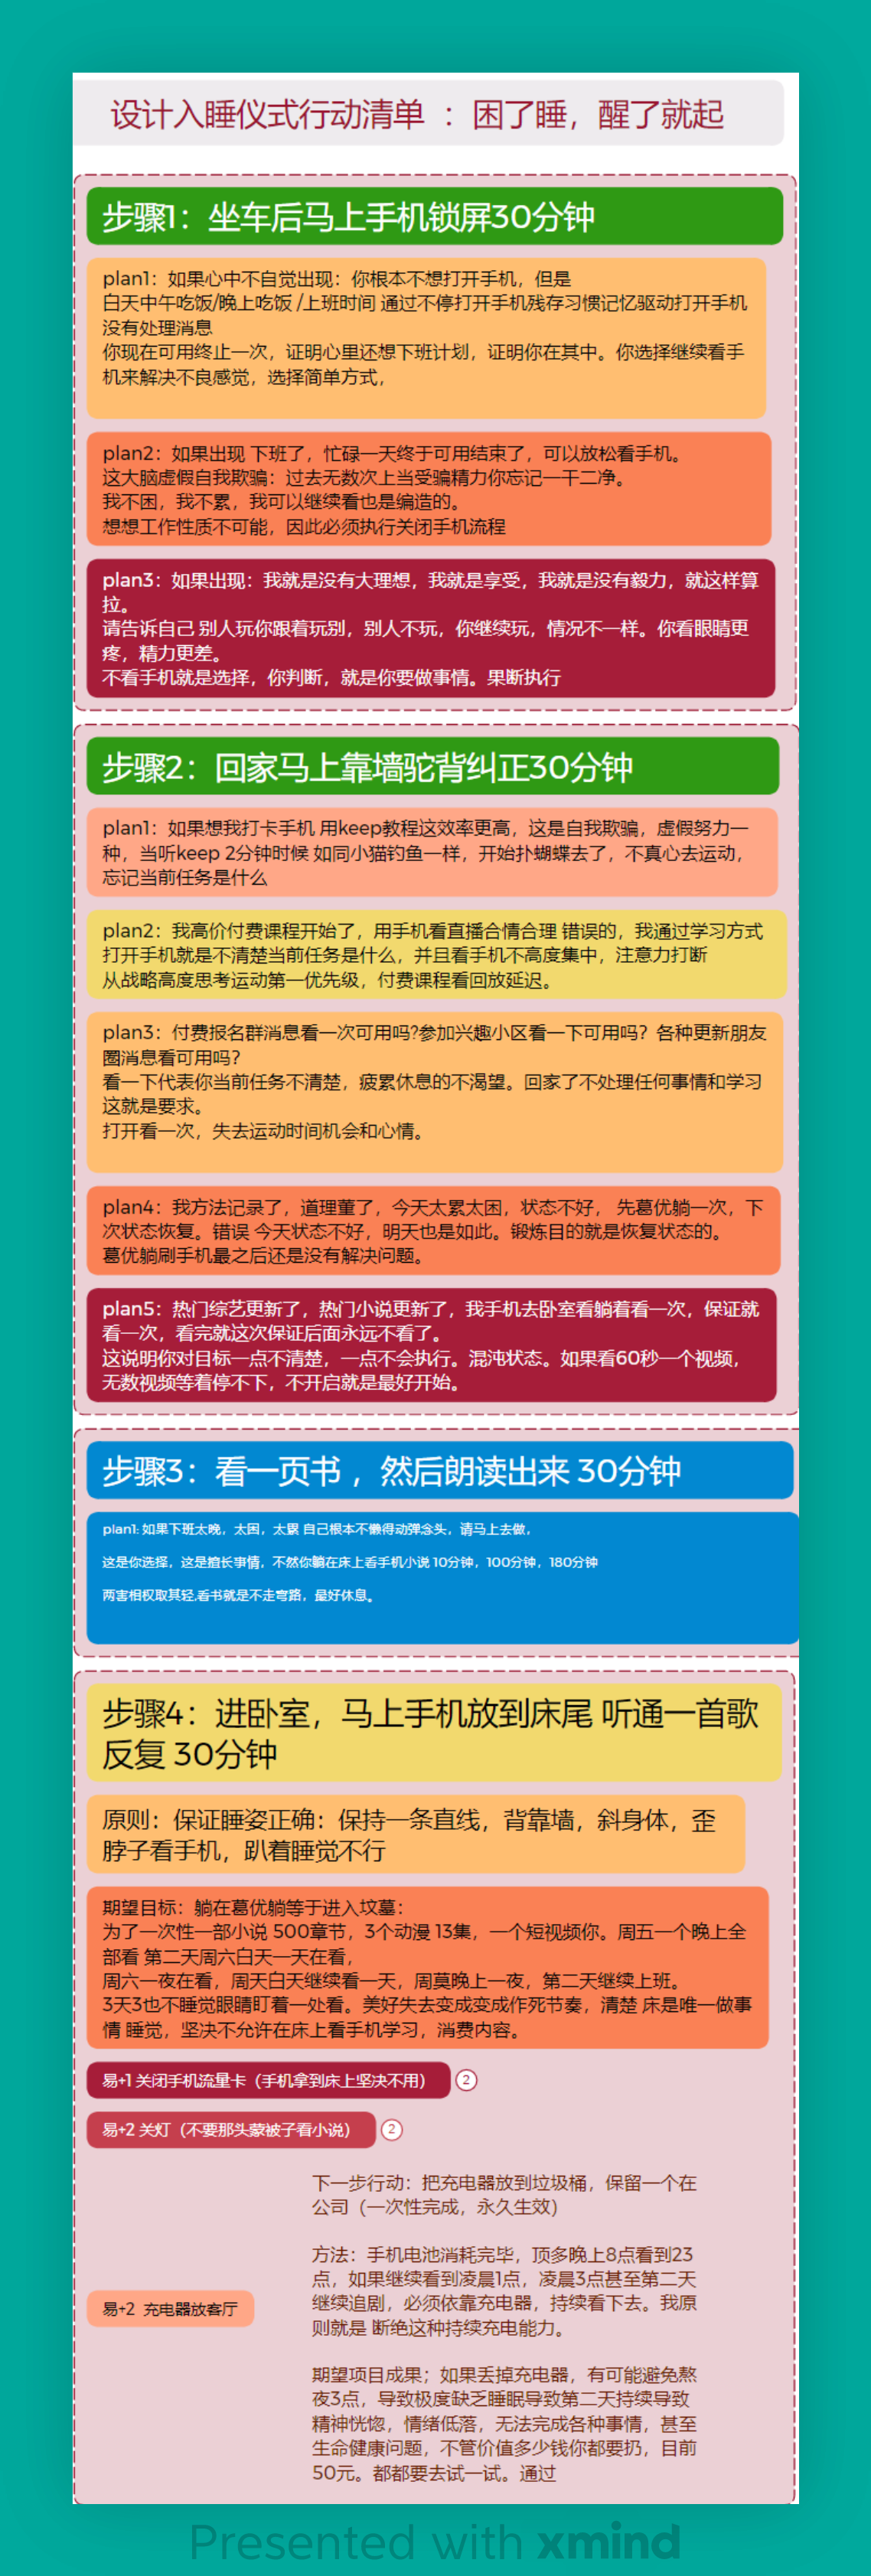 设计入睡仪式行动清单 ：困了睡，醒了就起
步骤1：坐车后马上手机锁屏30分钟
plan1：如果心中不自觉出现：你根本不想打开手机，但是
白天中午吃饭/晚上吃饭 /上班时间 通过不停打开手机残存习惯记忆驱动打开手机
没有处理消息
你现在可用终止一次，证明心里还想下班计划，证明你在其中。你选择继续看手
机来解决不良感觉，选择简单方式，
plan2：如果出现 下班了，忙碌一天终于可用结束了，可以放松看手机。
这大脑虚假自我欺骗：过去无数次上当受骗精力你忘记一干二净。
我不困，我不累，我可以继续看也是编造的。
想想工作性质不可能，因此必须执行关闭手机流程
plan3：如果出现：我就是没有大理想，我就是享受，我就是没有毅力，就这样算
拉。
请告诉自己 别人玩你跟着玩别，别人不玩，你继续玩，情况不一样。你看眼睛更
疼，精力更差。
不看手机就是选择，你判断，就是你要做事情。果断执行
步骤2：回家马上靠墙驼背纠正30分钟
plan1：如果想我打卡手机 用keep教程这效率更高，这是自我欺骗，虚假努力一
种，当听keep 2分钟时候 如同小猫钓鱼一样，开始扑蝴蝶去了，不真心去运动，
忘记当前任务是什么
plan2：我高价付费课程开始了，用手机看直播合情合理 错误的，我通过学习方式
打开手机就是不清楚当前任务是什么，并且看手机不高度集中，注意力打断
从战略高度思考运动第一优先级，付费课程看回放延迟。
plan3：付费报名群消息看一次可用吗?参加兴趣小区看一下可用吗？各种更新朋友
圈消息看可用吗？
看一下代表你当前任务不清楚，疲累休息的不渴望。回家了不处理任何事情和学习
这就是要求。
打开看一次，失去运动时间机会和心情。
plan4：我方法记录了，道理董了，今天太累太困，状态不好， 先葛优躺一次，下
次状态恢复。错误 今天状态不好，明天也是如此。锻炼目的就是恢复状态的。
葛优躺刷手机最之后还是没有解决问题。
plan5：热门综艺更新了，热门小说更新了，我手机去卧室看躺着看一次，保证就
看一次，看完就这次保证后面永远不看了。
这说明你对目标一点不清楚，一点不会执行。混沌状态。如果看60秒一个视频，
无数视频等着停不下，不开启就是最好开始。
步骤3：看一页书 ，然后朗读出来 30分钟
plan1: 如果下班太晚，太困，太累 自己根本不懒得动弹念头，请马上去做，
这是你选择，这是擅长事情，不然你躺在床上看手机小说 10分钟，100分钟，180分钟
两害相权取其轻,看书就是不走弯路，是好休息。
步骤4：进卧室，马上手机放到床尾 听通一首歌
反复 30分钟
原则：保证睡姿正确：保持一条直线，背靠墙，斜身体，歪
脖子看手机，趴着睡觉不行
期望目标：躺在葛优躺等于进入坟墓：
为了一次性一部小说 500章节，3个动漫 13集，一个短视频你。周五一个晚上全
部看 第二天周六白天一天在看，
周六一夜在看，周天白天继续看一天，周莫晚上一夜，第二天继续上班。
3天3也不睡觉眼睛盯着一处看。美好失去变成变成作死节奏，清楚 床是唯一做事
情 睡觉，坚决不允许在床上看手机学习，消费内容。
易+1 关闭手机流量卡（手机拿到床上坚决不用） 2
易+2 关灯（不要那头蒙被子看小说） 2
易+2 充电器放客厅
下一步行动：把充电器放到垃圾桶，保留一个在
公司（一次性完成，永久生效）
方法：手机电池消耗完毕，顶多晚上8点看到23
点，如果继续看到凌晨1点，凌晨3点甚至第二天
继续追剧，必须依靠充电器，持续看下去。我原
则就是 断绝这种持续充电能力。
期望项目成果；如果丢掉充电器，有可能避免熬
夜3点，导致极度缺乏睡眠导致第二天持续导致
精神恍惚，情绪低落，无法完成各种事情，甚至
生命健康问题，不管价值多少钱你都要扔，目前
50元。都都要去试一试。通过
Presented with xmind